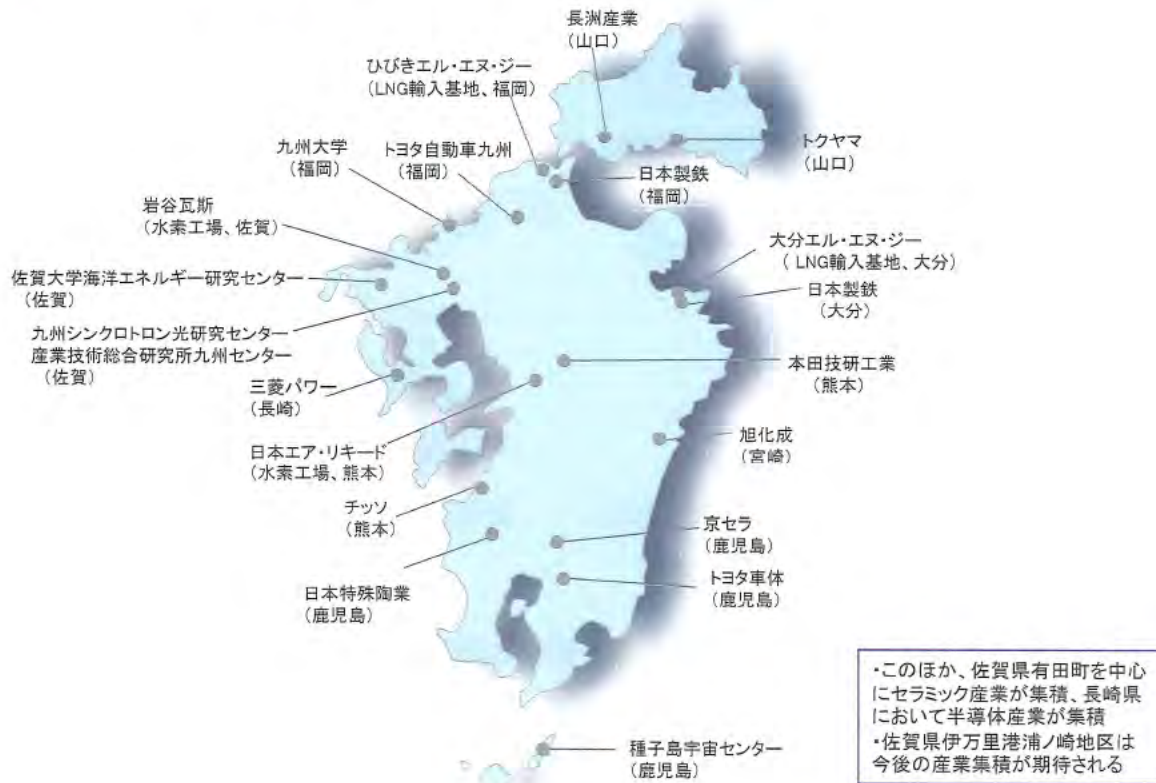 長洲産業
(山口)
ひびきエル・エヌ・ジー
(LNG輸入基地、福岡)
トクヤマ
(山口)
九州大学
(福岡)
トヨタ自動車九州
(福岡)
日本製鉄
(福岡)
岩谷瓦斯
(水素工場、佐賀)
大分エル・エヌ・ジー
( LNG輸入基地、大分)
佐賀大学海洋エネルギー研究センター
(佐賀)
日本製鉄
(大分)
九州シンクロトロン光研究センター
産業技術総合研究所九州センター
(佐賀)
本田技研工業
(熊本)
三菱パワー
(長崎)
旭化成
(宮崎)
日本エア・リキード
(水素工場、熊本)
チッソ
(熊本)
京セラ
(鹿児島)
日本特殊陶業
(鹿児島)
トヨタ車体
(鹿児島)
・このほか、佐賀県有田町を中心
にセラミック産業が集積、長崎県
において半導体産業が集積
・佐賀県伊万里港浦ノ崎地区は
今後の産業集積が期待される
種子島宇宙センター
(鹿児島)